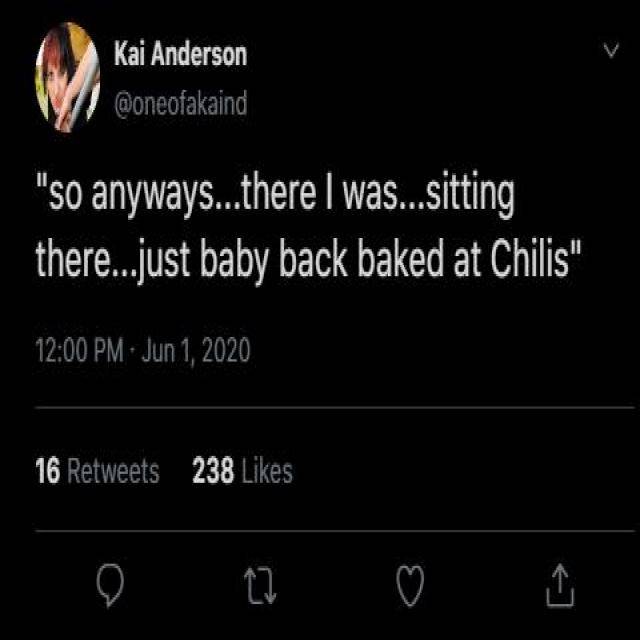 Kai Anderson
@oneofakaind
"so anyways...there I was...sitting
there...just baby back baked at Chilis"
12:00 PM · Jun 1, 2020
16 Retweets 238 Likes